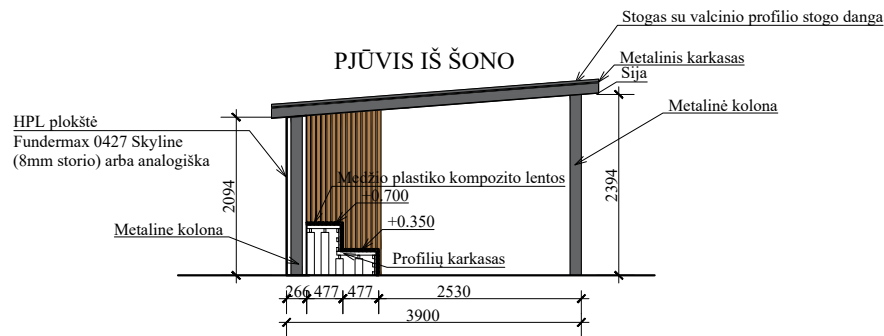 Stogas su valcinio profilio stogo danga
PJŪVIS IŠ ŠONO
Metalinis karkasas
Sija
Metalinė kolona
HPL plokštė
Fundermax 0427 Skyline
(8mm storio) arba analogiška
Medžio plastiko kompozito lentos
+0.700
2094
2394
+0.350
Metaline kolona
Profilių karkasas
266 477 477 2530
3900